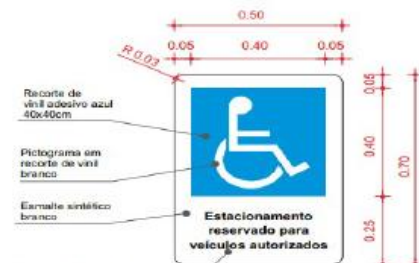 0.50
0.05 0.40 0.05
R 0.03
Recorte de
vinil adesivo azul
40x40cm
Pictograma em
recorte de vinil
branco
Esmalte sintético
branco
Estacionamento
reservado para
veículos autorizados
0.05
0.40
0.70
0.25